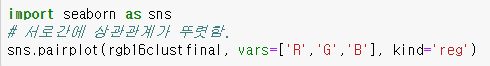 import seaborn as sns
# 서로간에 상관관계가 뚜렷함.
sns.pairplot(rgb16clustfinal, vars=['R','G','B'], kind='reg')